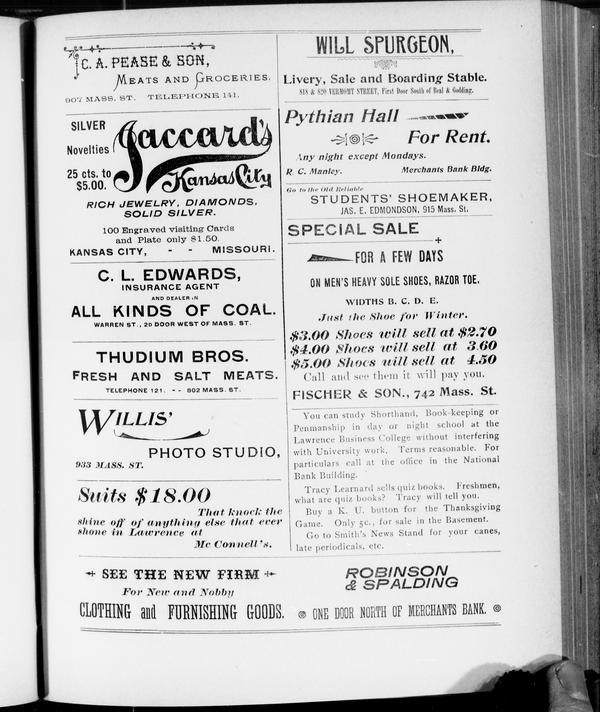 C. A. PEASE & SON,
MEATS AND GROCERIES.
907 MASS. ST. TELEPHONE 141.
SILVER
Novelties
25 cts. to
$5.00.
Jaccard's
Kansas City
RICH JEWELRY, DIAMONDS,
SOLID SILVER.
100 Engraved visiting Cards
and Plate only $1.50.
KANSAS CITY, - - MISSOURI.
C. L. EDWARDS,
INSURANCE AGENT
AND DEALER IN
ALL KINDS OF COAL.
WARREN ST., 2D DOOR WEST OF MASS. ST.
THUDIUM BROS.
FRESH AND SALT MEATS.
TELEPHONE 121. - - 802 MASS. ST.
WILLIS'
PHOTO STUDIO,
933 MASS. ST.
Suits $18.00
That knock the
shine off of anything else that ever
shone in Lawrence at
McConnell's.
WILL SPURGEON,
Livery, Sale and Boarding Stable.
818 & 820 VERMONT STREET, First Door South of Beal & Godding.
Pythian Hall
For Rent.
Any night except Mondays.
R. C. Manley. Merchants Bank Bldg.
Go to the Old Reliable
STUDENTS' SHOEMAKER,
JAS. E. EDMONDSON, 915 Mass. St.
SPECIAL SALE
FOR A FEW DAYS
ON MEN'S HEAVY SOLE SHOES, RAZOR TOE.
WIDTHS B. C. D. E.
Just the Shoe for Winter.
$3.00 Shoes will sell at $2.70
$4.00 Shoes will sell at 3.60
$5.00 Shoes will sell at 4.50
Call and see them it will pay you.
FISCHER & SON., 742 Mass. St.
You can study Shorthand, Book-keeping or
Penmanship in day or night school at the
Lawrence Business College without interfering
with University work. Terms reasonable. For
particulars call at the office in the National
Bank Building.
Tracy Learnard sells quiz books. Freshmen,
what are quiz books? Tracy will tell you.
Buy a K. U. button for the Thanksgiving
Game. Only 5c., for sale in the Basement.
Go to Smith's News Stand for your canes,
late periodicals, etc.
SEE THE NEW FIRM
For New and Nobby
CLOTHING and FURNISHING GOODS.
ROBINSON
& SPALDING
ONE DOOR NORTH OF MERCHANTS BANK.